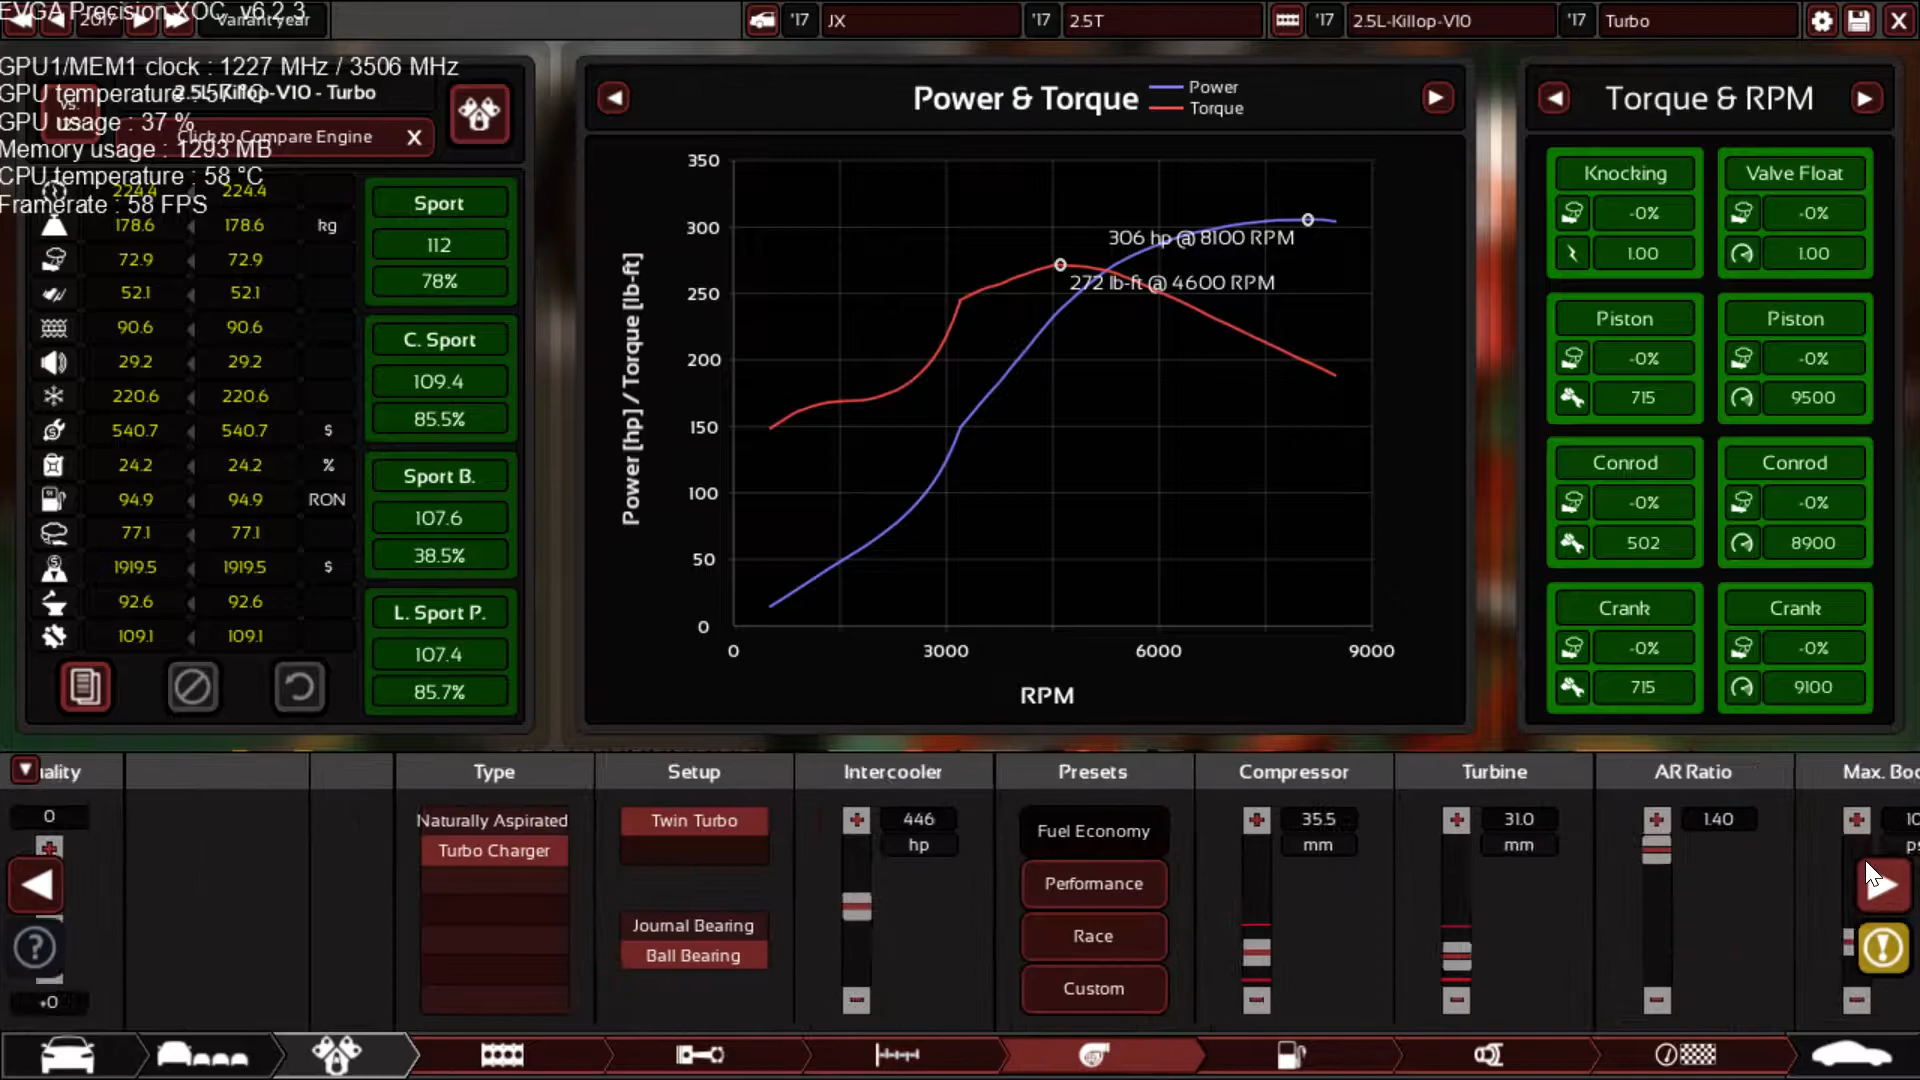 EVGA Precision XOC v6.2.3
2017
Variant year
'17
JX
'17
2.5T
'17
2.5L-Killop-V10
'17
Turbo
GPU1/MEM1 clock : 1227 MHz / 3506 MHz
GPU temperature : 57 °C
GPU usage : 37 %
Memory usage : 1293 MB
CPU temperature : 58 °C
Framerate : 58 FPS
2.5L-Killop-V10 - Turbo
vs.
Click to Compare Engine
X
224.4 224.4
178.6 178.6 kg
72.9 72.9
52.1 52.1
90.6 90.6
29.2 29.2
220.6 220.6
540.7 540.7 $
24.2 24.2 %
94.9 94.9 RON
77.1 77.1
1919.5 1919.5 $
92.6 92.6
109.1 109.1
Sport
112
78%
C. Sport
109.4
85.5%
Sport B.
107.6
38.5%
L. Sport P.
107.4
85.7%
Power & Torque
Power
Torque
Power [hp] / Torque [lb-ft]
350
300
250
200
150
100
50
0
306 hp @ 8100 RPM
272 lb-ft @ 4600 RPM
0 3000 6000 9000
RPM
Torque & RPM
Knocking
-0%
1.00
Valve Float
-0%
1.00
Piston
-0%
715
Piston
-0%
9500
Conrod
-0%
502
Conrod
-0%
8900
Crank
-0%
715
Crank
-0%
9100
uality
0
+0
Type
Naturally Aspirated
Turbo Charger
Setup
Twin Turbo
Journal Bearing
Ball Bearing
Intercooler
446
hp
Presets
Fuel Economy
Performance
Race
Custom
Compressor
35.5
mm
Turbine
31.0
mm
AR Ratio
1.40
Max. Boo
10
ps